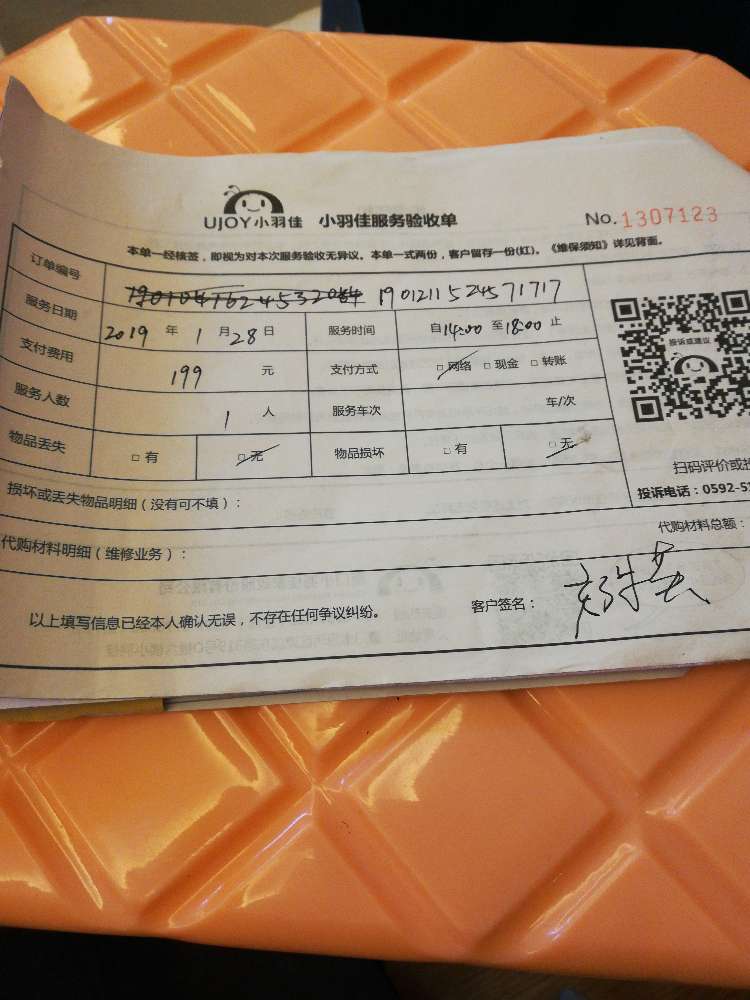 UJOY小羽佳 小羽佳服务验收单 No.1307123
本单一经核签，即视为对本次服务验收无异议。本单一式两份，客户留存一份(红)。《维保须知》详见背面。
订单编号 1901211524571717
服务日期 2019 年 1 月 28 日 服务时间 自14:00 至18:00 止
支付费用 199 元 支付方式 □ 网络 □ 现金 □ 转账
服务人数 1 人 服务车次 车/次
物品丢失 □ 有 □ 无 物品损坏 □ 有 □ 无
投诉或建议
扫码评价或投
投诉电话：0592-51
损坏或丢失物品明细（没有可不填）：
代购材料明细（维修业务）： 代购材料总额：
以上填写信息已经本人确认无误，不存在任何争议纠纷。 客户签名：